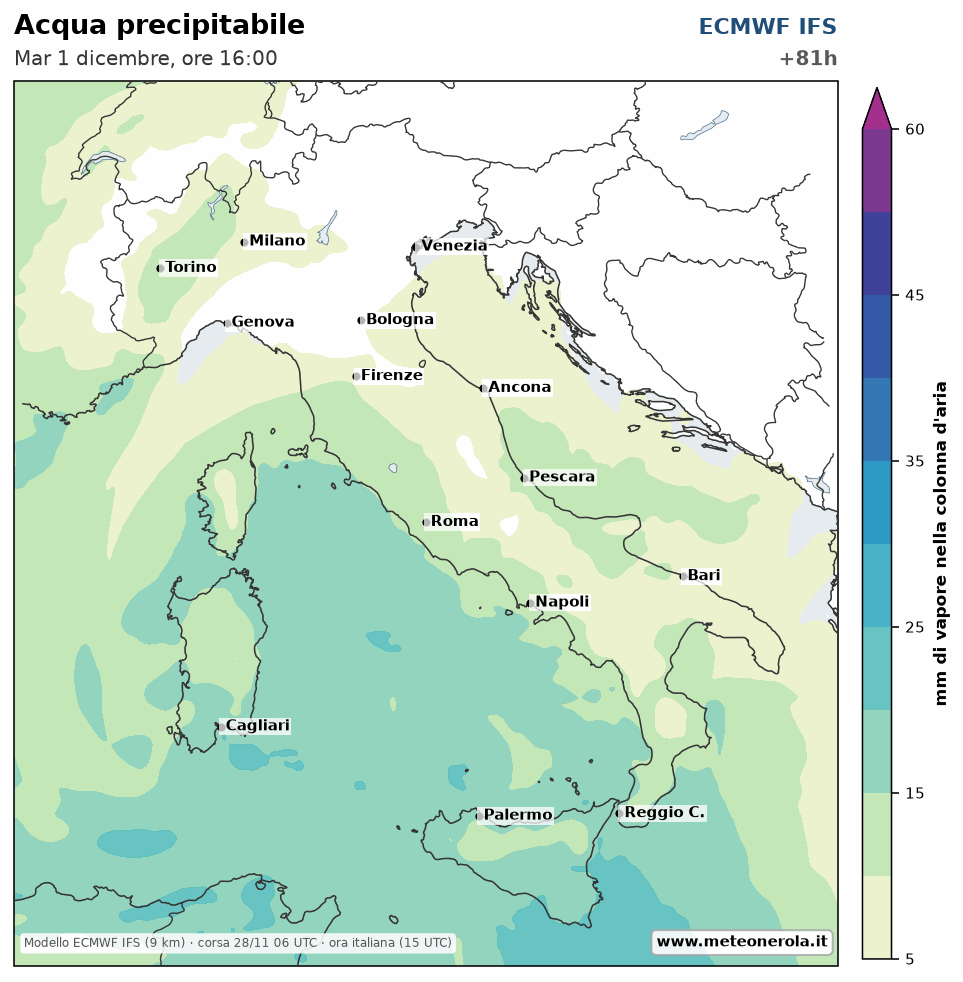 Acqua precipitabile
ECMWF IFS
Mar 1 dicembre, ore 16:00
+81h
60
Milano
Venezia
Torino
45
Genova
Bologna
Firenze
Ancona
35
Pescara
Roma
Bari
Napoli
25
Cagliari
15
Palermo
Reggio C.
mm di vapore nella colonna d'aria
Modello ECMWF IFS (9 km) · corsa 28/11 06 UTC · ora italiana (15 UTC)
www.meteonerola.it
5